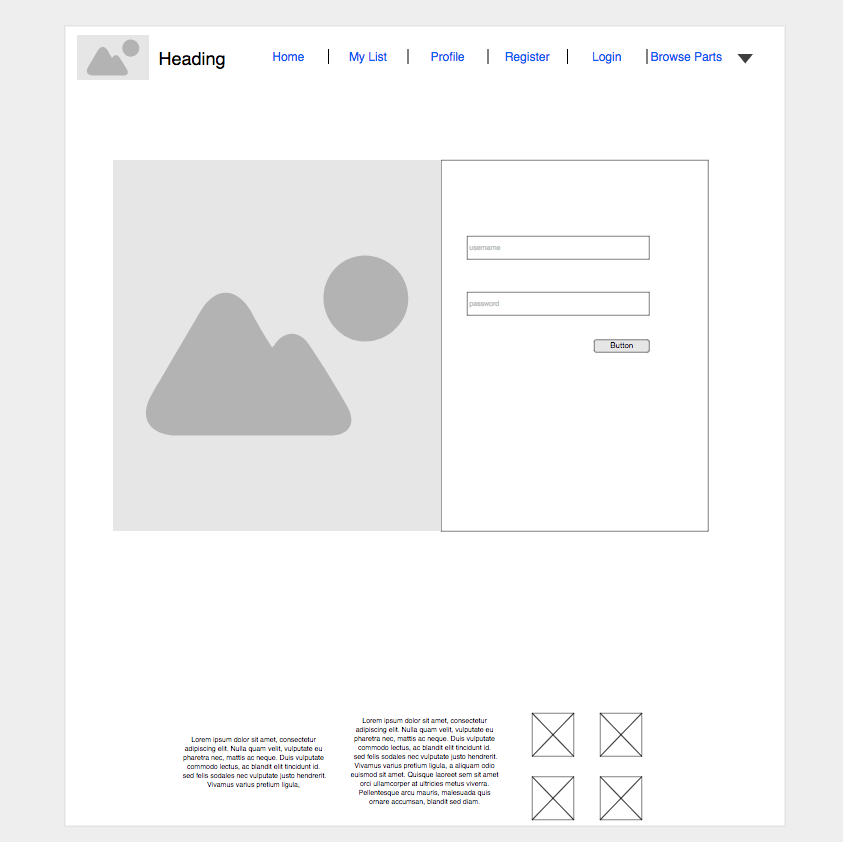 Heading
Home
My List
Profile
Register
Login
Browse Parts
username
password
Button
Lorem ipsum dolor sit amet, consectetur
adipiscing elit. Nulla quam velit, vulputate eu
pharetra nec, mattis ac neque. Duis vulputate
commodo lectus, ac blandit elit tincidunt id.
sed felis sodales nec vulputate justo hendrerit.
Vivamus varius pretium ligula,
Lorem ipsum dolor sit amet, consectetur
adipiscing elit. Nulla quam velit, vulputate eu
pharetra nec, mattis ac neque. Duis vulputate
commodo lectus, ac blandit elit tincidunt id.
sed felis sodales nec vulputate justo hendrerit.
Vivamus varius pretium ligula, a aliquam odio
euismod sit amet. Quisque laoreet sem sit amet
orci ullamcorper at ultricies metus viverra.
Pellentesque arcu mauris, malesuada quis
ornare accumsan, blandit sed diam.